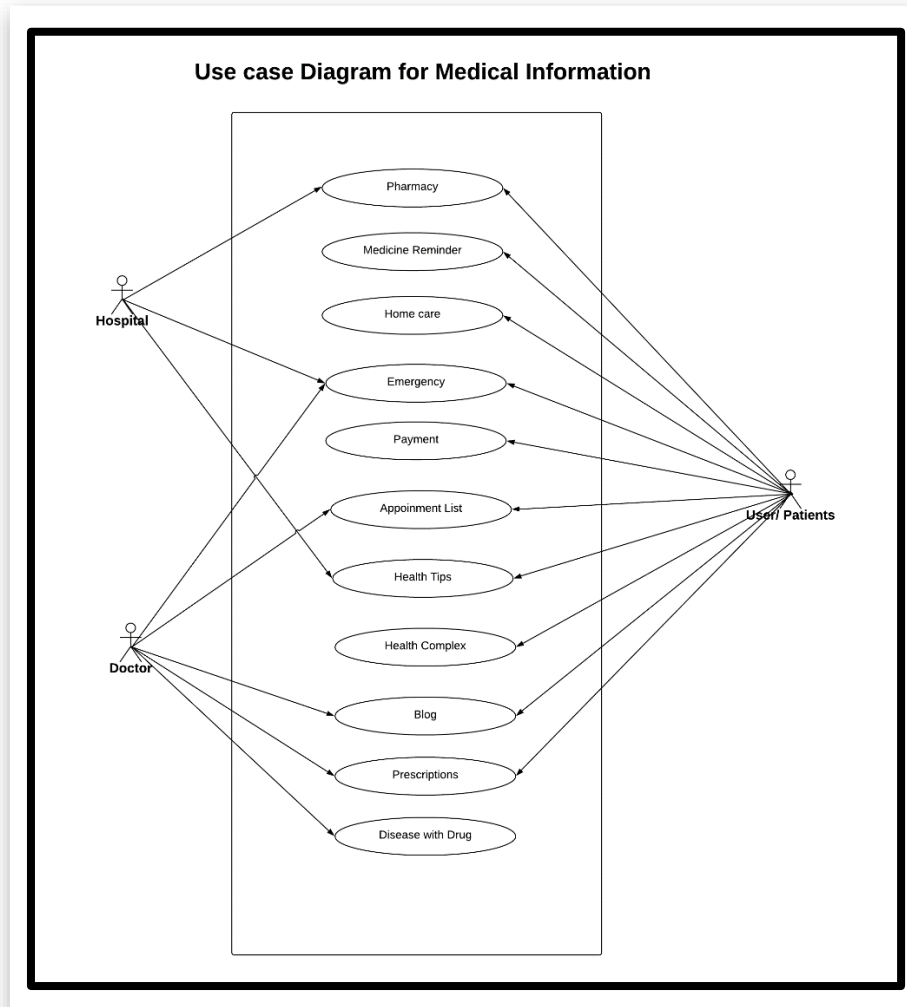 Use case Diagram for Medical Information
Pharmacy
Medicine Reminder
Hospital
Home care
Emergency
Payment
Appoinment List
User/ Patients
Health Tips
Health Complex
Doctor
Blog
Prescriptions
Disease with Drug